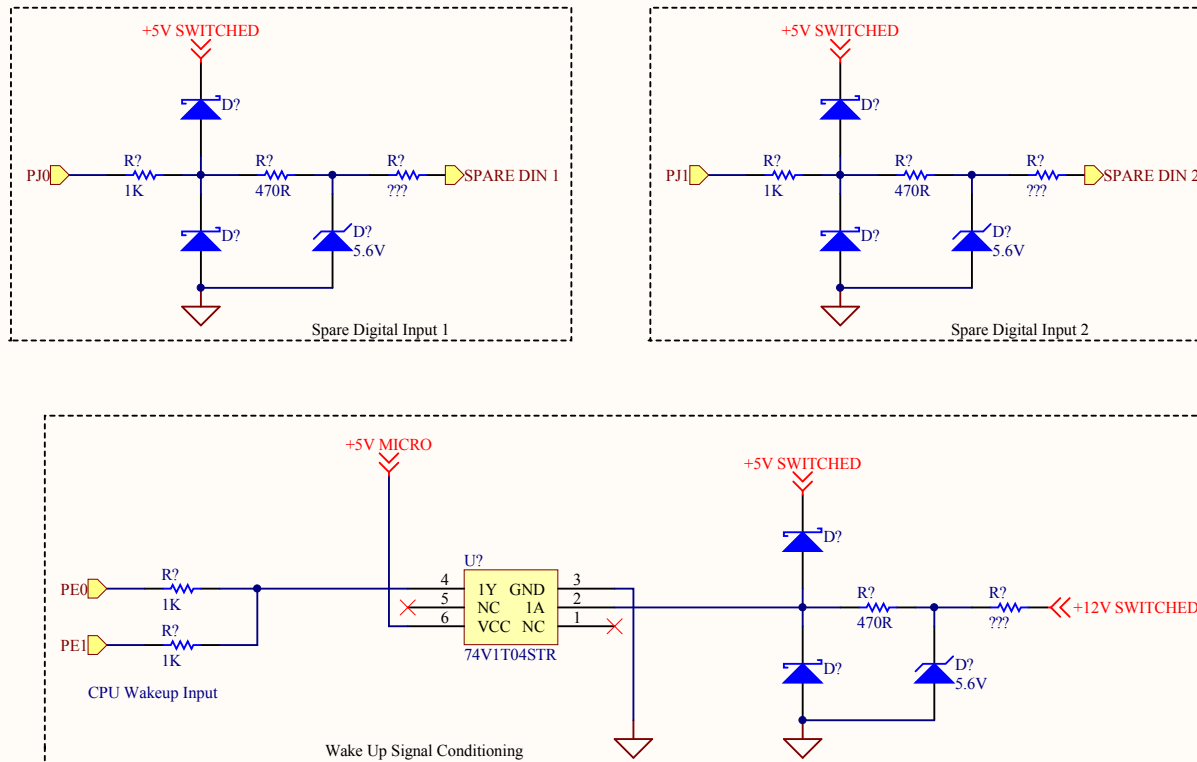 +5V SWITCHED
D?
PJ0
R?
1K
R?
470R
R?
???
SPARE DIN 1
D?
D?
5.6V
Spare Digital Input 1
+5V SWITCHED
D?
PJ1
R?
1K
R?
470R
R?
???
SPARE DIN 2
D?
D?
5.6V
Spare Digital Input 2
+5V MICRO
+5V SWITCHED
D?
PE0
R?
1K
PE1
R?
1K
CPU Wakeup Input
U?
4 1Y GND 3
5 NC 1A 2
6 VCC NC 1
74V1T04STR
R?
470R
R?
???
+12V SWITCHED
D?
D?
5.6V
Wake Up Signal Conditioning